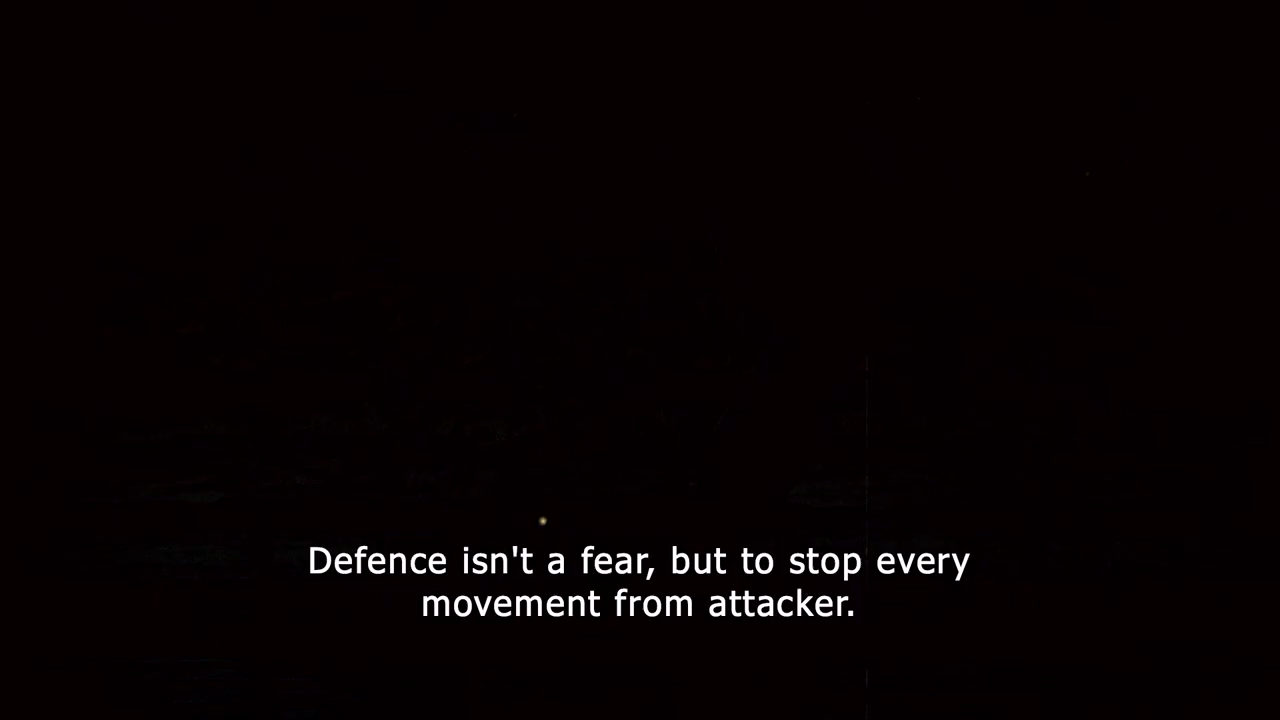 Defence isn't a fear, but to stop every
movement from attacker.